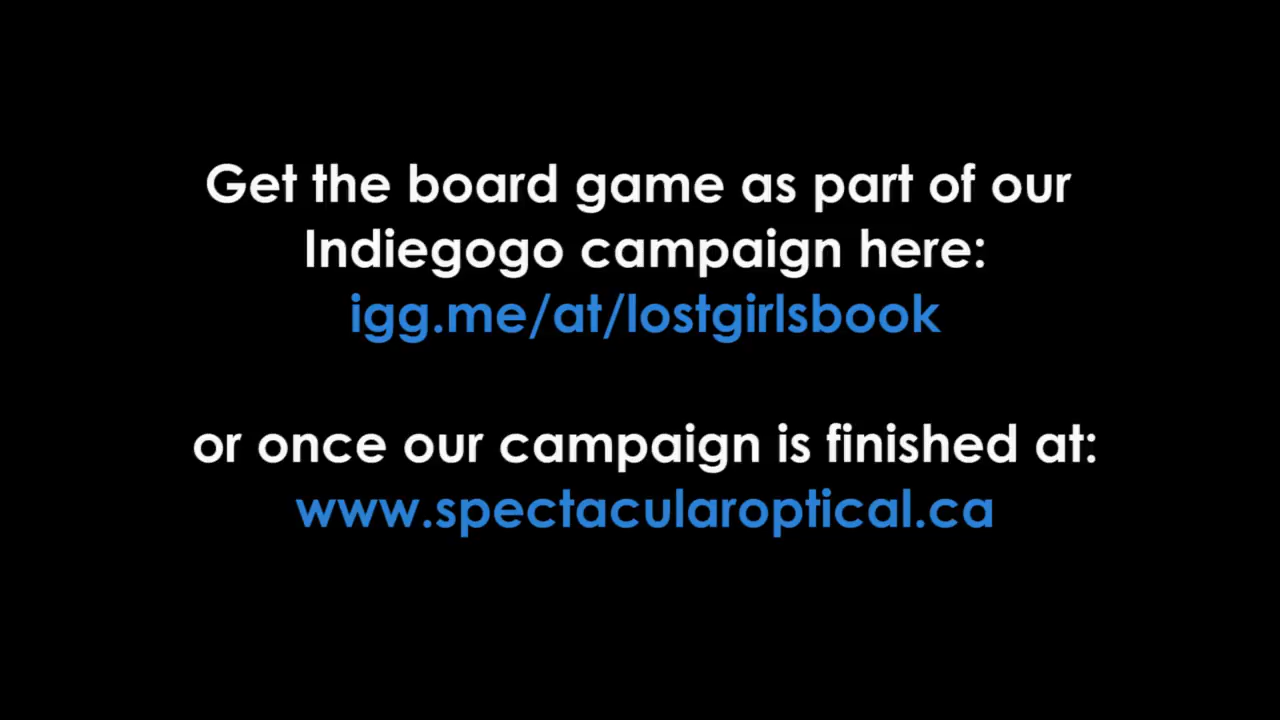 Get the board game as part of our
Indiegogo campaign here:
igg.me/at/lostgirlsbook
or once our campaign is finished at:
www.spectacularoptical.ca